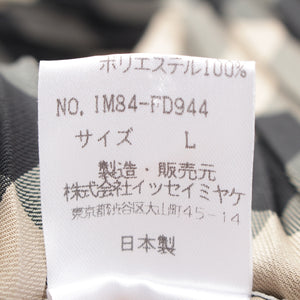 ポリエステル100%
NO. IM84-FD944
サイズ L
製造・販売元
株式会社イッセイミヤケ
東京都渋谷区大山町45-14
日本製